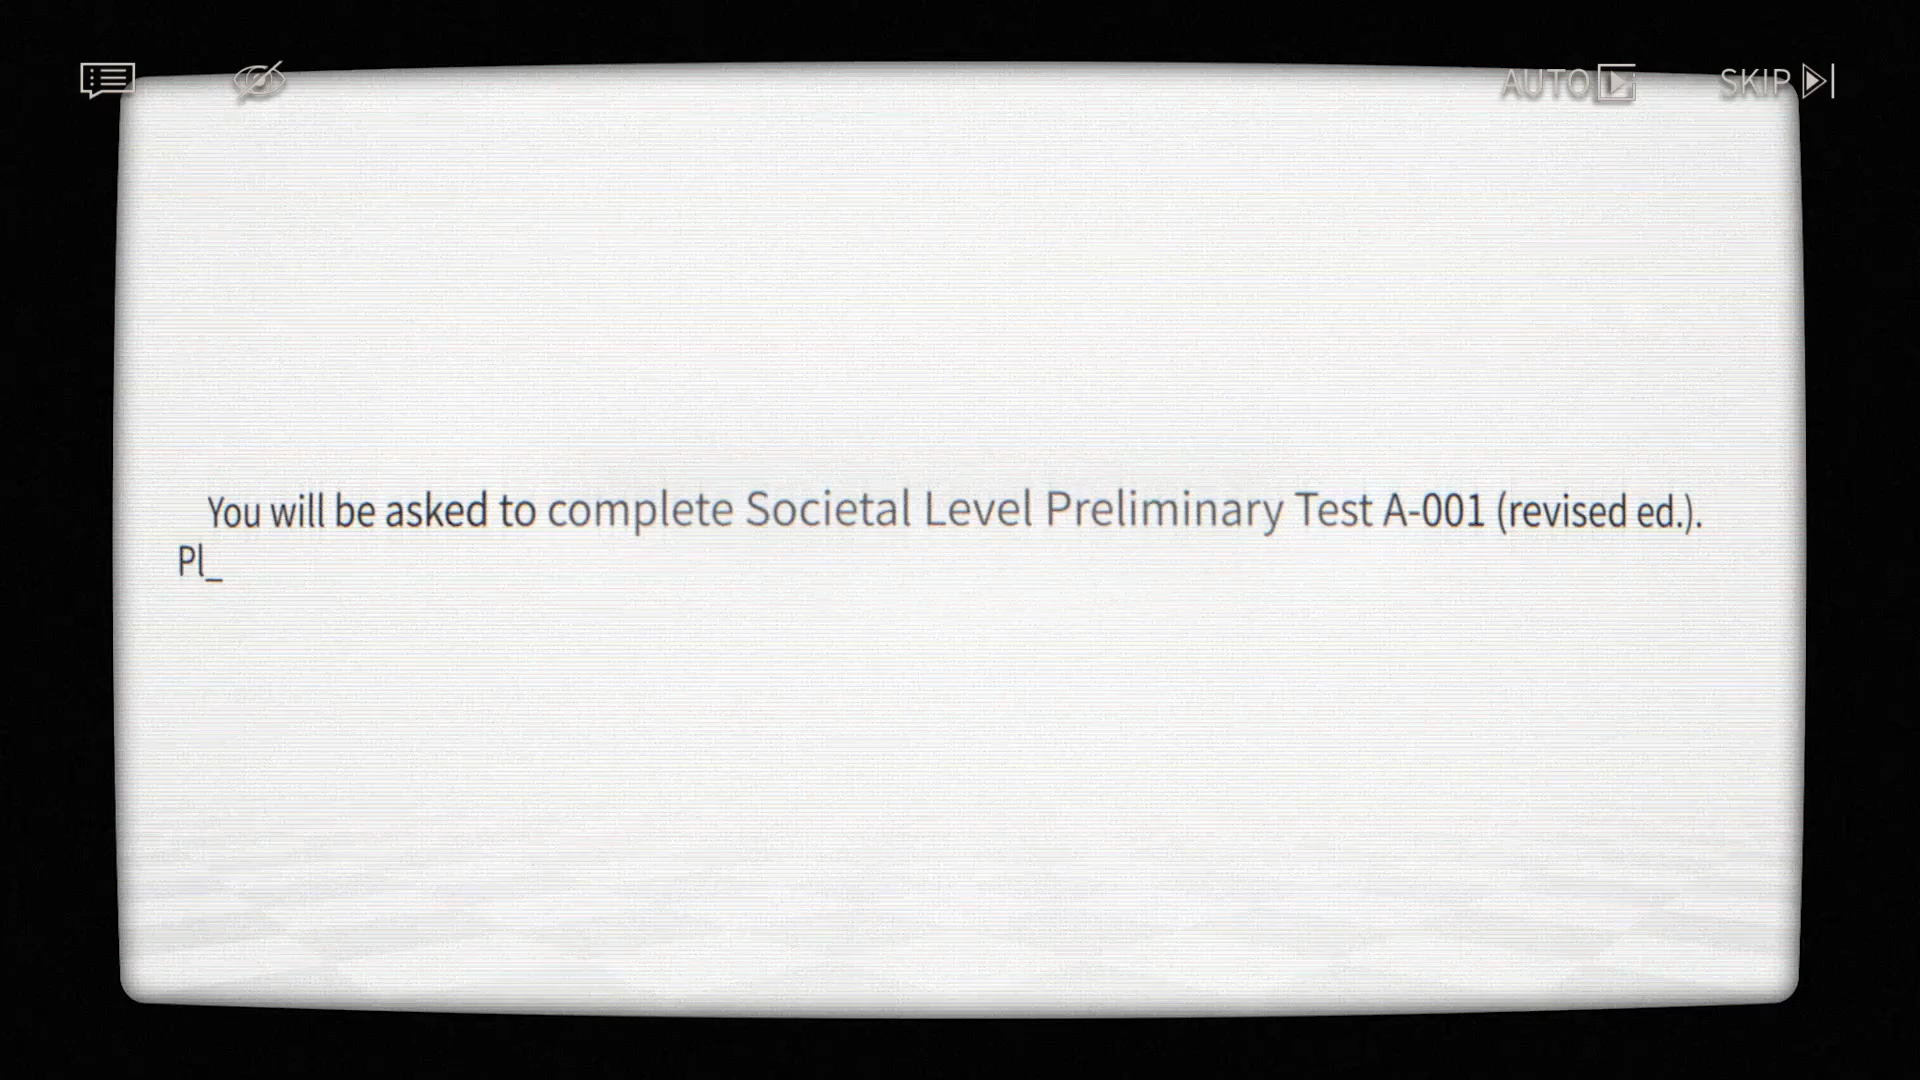 AUTO
SKIP
You will be asked to complete Societal Level Preliminary Test A-001 (revised ed.).
Pl_